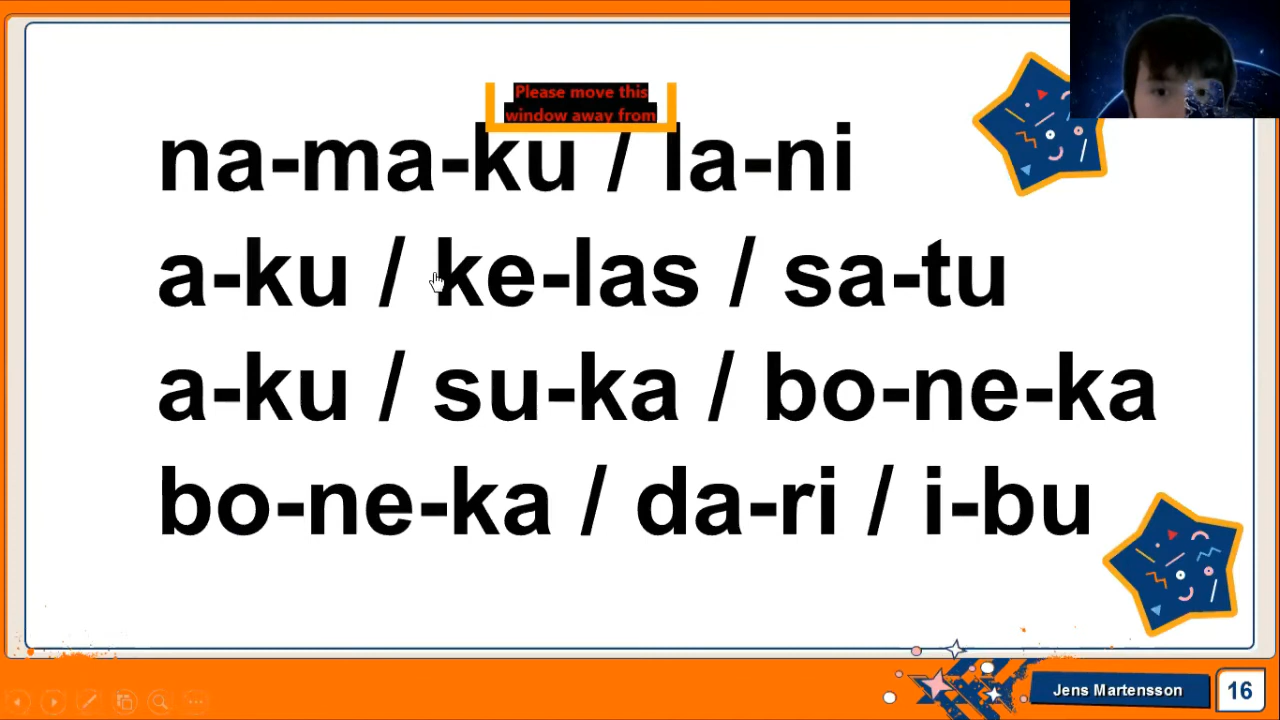 Please move this
window away from
na-ma-ku / la-ni
a-ku / ke-las / sa-tu
a-ku / su-ka / bo-ne-ka
bo-ne-ka / da-ri / i-bu
Jens Martensson
16